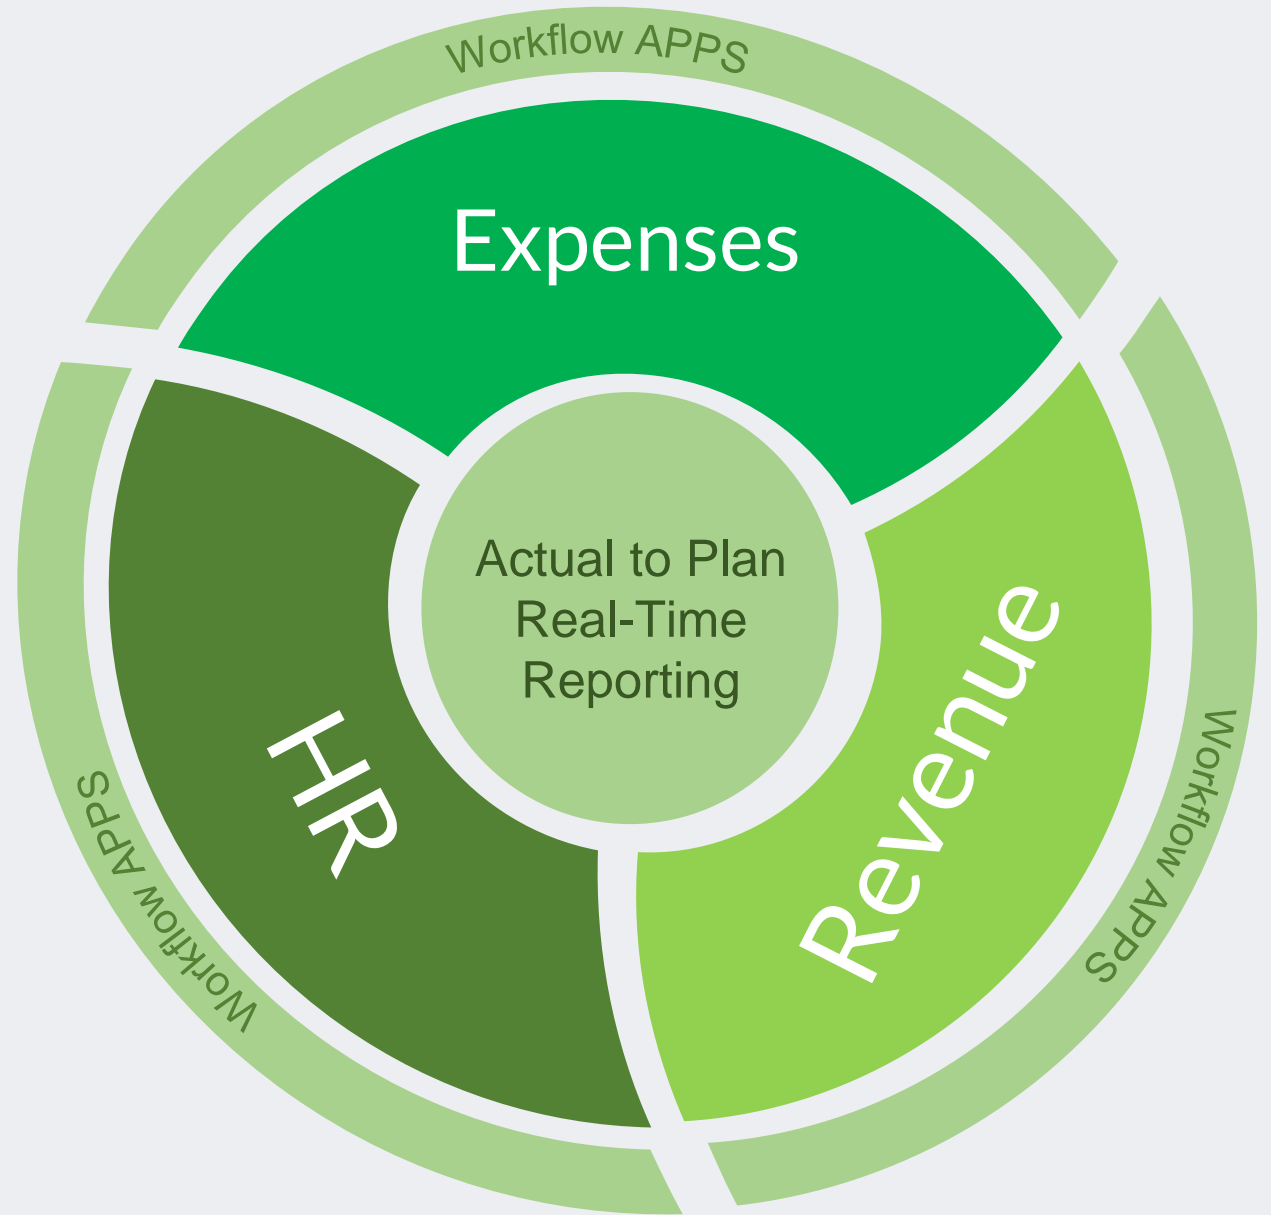 Workflow APPS
Expenses
Actual to Plan
Real-Time
Reporting
HR
Revenue
Workflow APPS
Workflow APPS